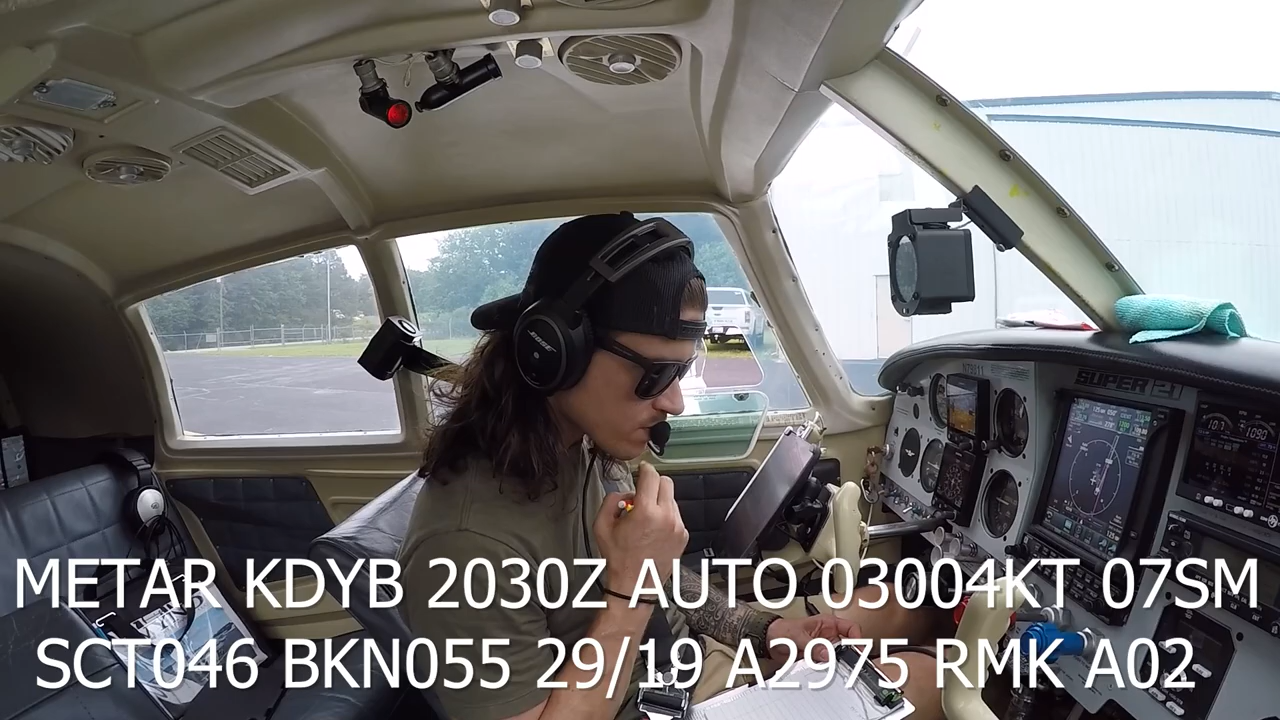 BOSE
SUPER 21
METAR KDYB 2030Z AUTO 03004KT 07SM
SCT046 BKN055 29/19 A2975 RMK A02